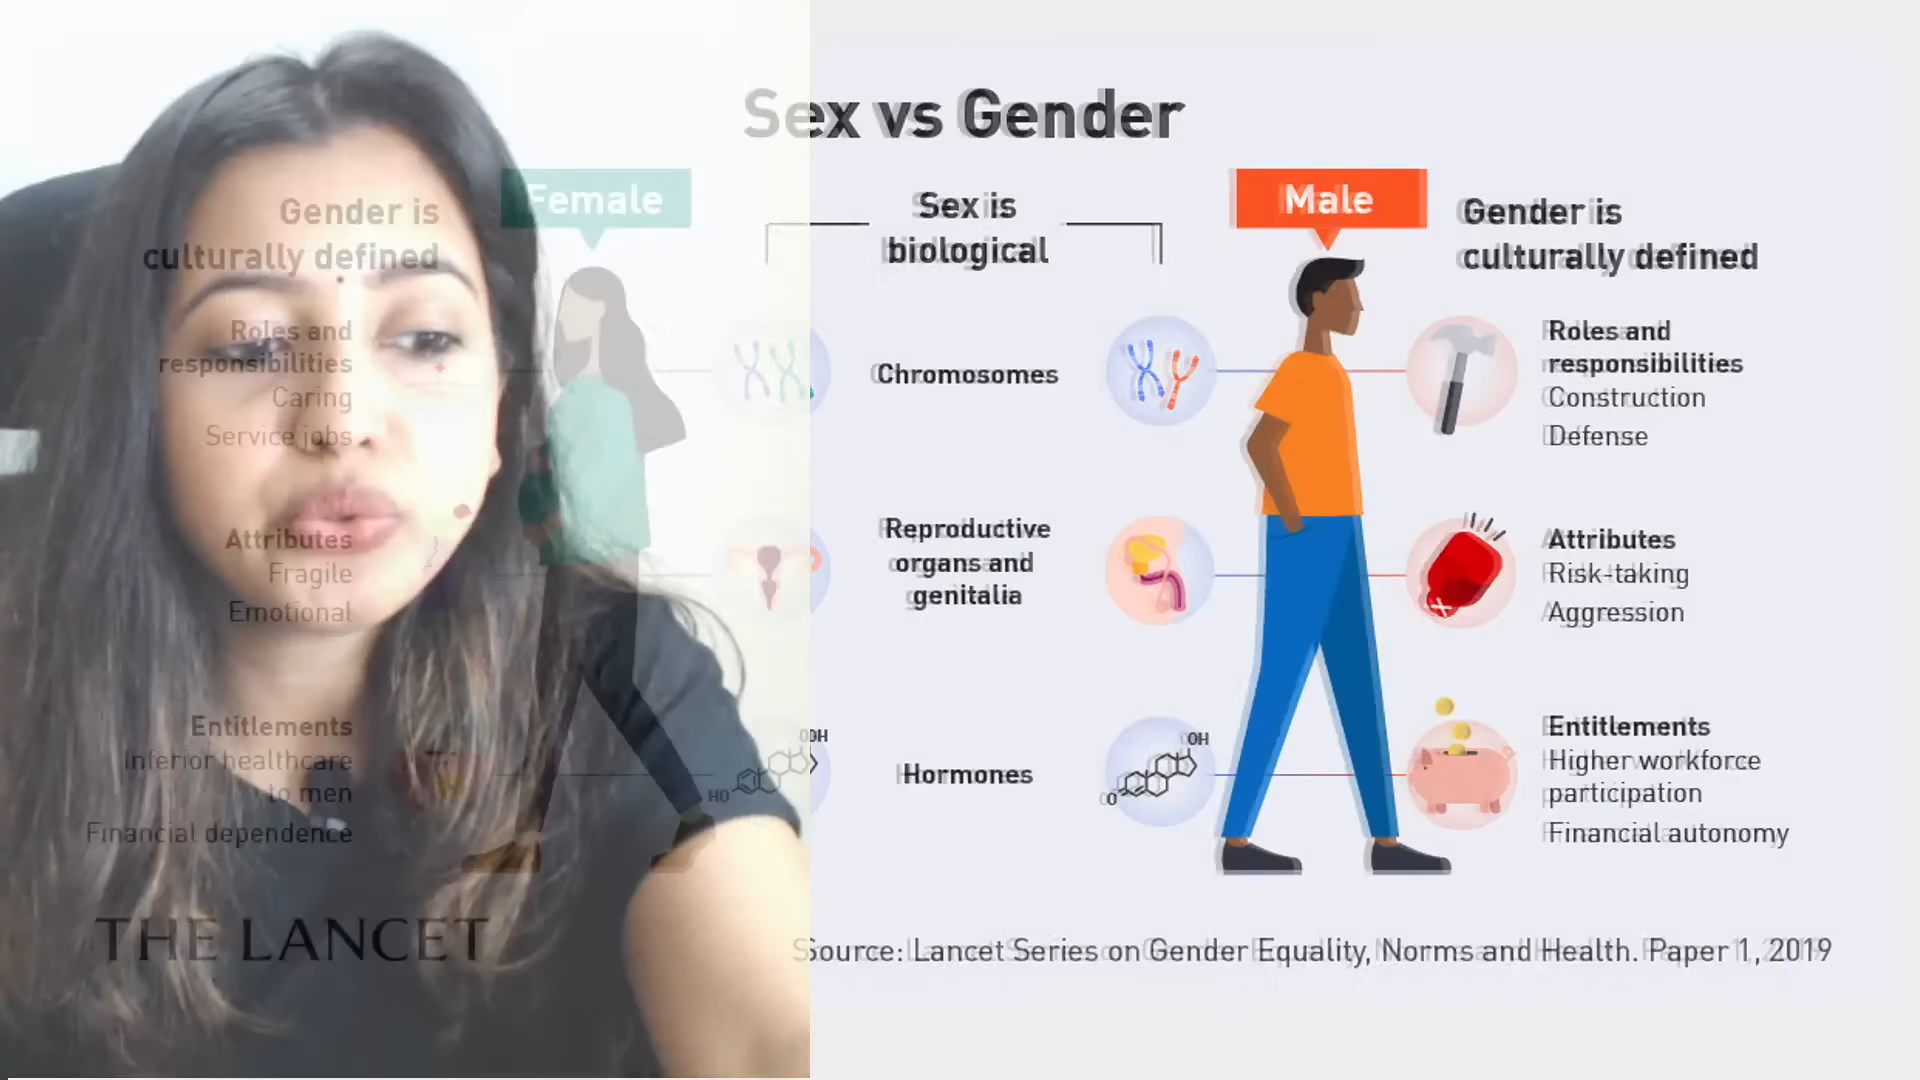 Sex vs Gender
Female
Male
Gender is
culturally defined
Sex is
biological
Gender is
culturally defined
Roles and
responsibilities
Caring
Service jobs
Chromosomes
Roles and
responsibilities
Construction
Defense
Attributes
Fragile
Emotional
Reproductive
organs and
genitalia
Attributes
Risk-taking
Aggression
Entitlements
Inferior healthcare
to men
Financial dependence
OH
HO
Hormones
OH
O
Entitlements
Higher workforce
participation
Financial autonomy
THE LANCET
Source: Lancet Series on Gender Equality, Norms and Health. Paper 1, 2019